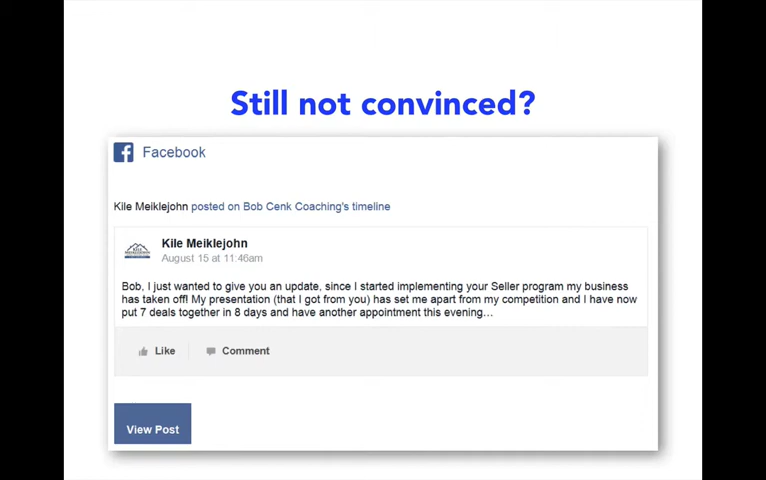 Still not convinced?
Facebook
Kile Meiklejohn posted on Bob Cenk Coaching's timeline
Kile Meiklejohn
August 15 at 11:46am
Bob, I just wanted to give you an update, since I started implementing your Seller program my business
has taken off! My presentation (that I got from you) has set me apart from my competition and I have now
put 7 deals together in 8 days and have another appointment this evening…
Like
Comment
View Post